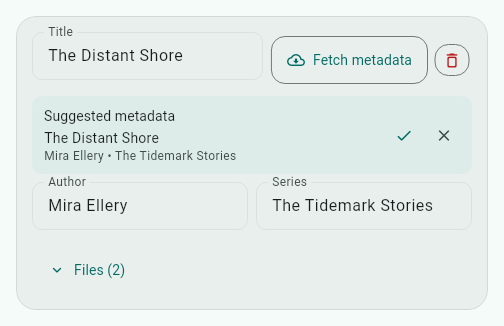 Title
The Distant Shore
Fetch metadata
Suggested metadata
The Distant Shore
Mira Ellery • The Tidemark Stories
Author
Mira Ellery
Series
The Tidemark Stories
Files (2)